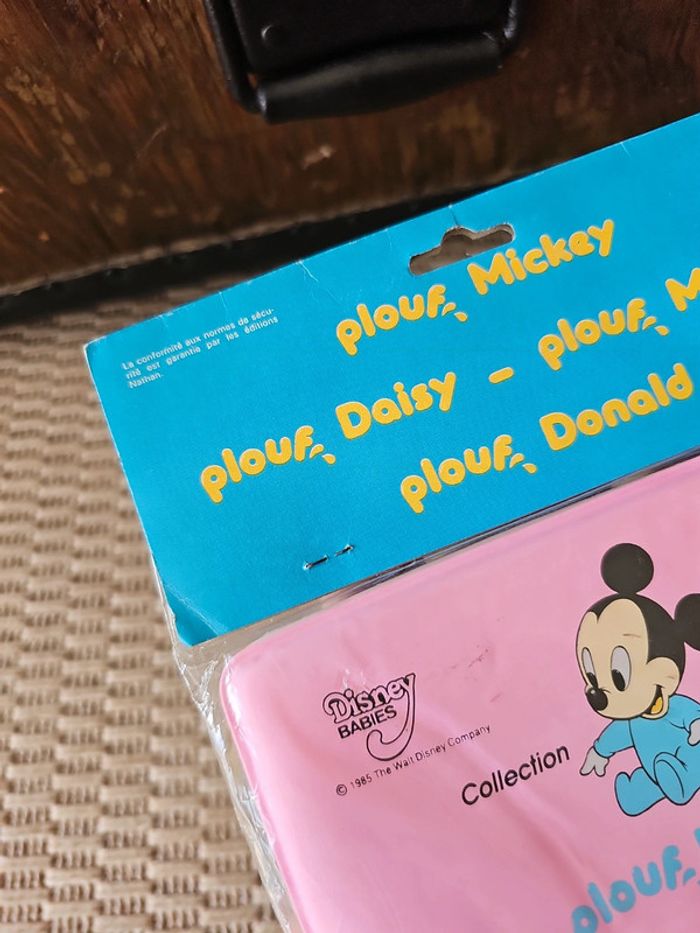 La conformité aux normes de sécu-
rité est garantie par les éditions
Nathan.
plouf, Mickey
plouf, Daisy - plouf, M
plouf, Donald
Disney
BABIES
© 1985 The Walt Disney Company
Collection
plouf,